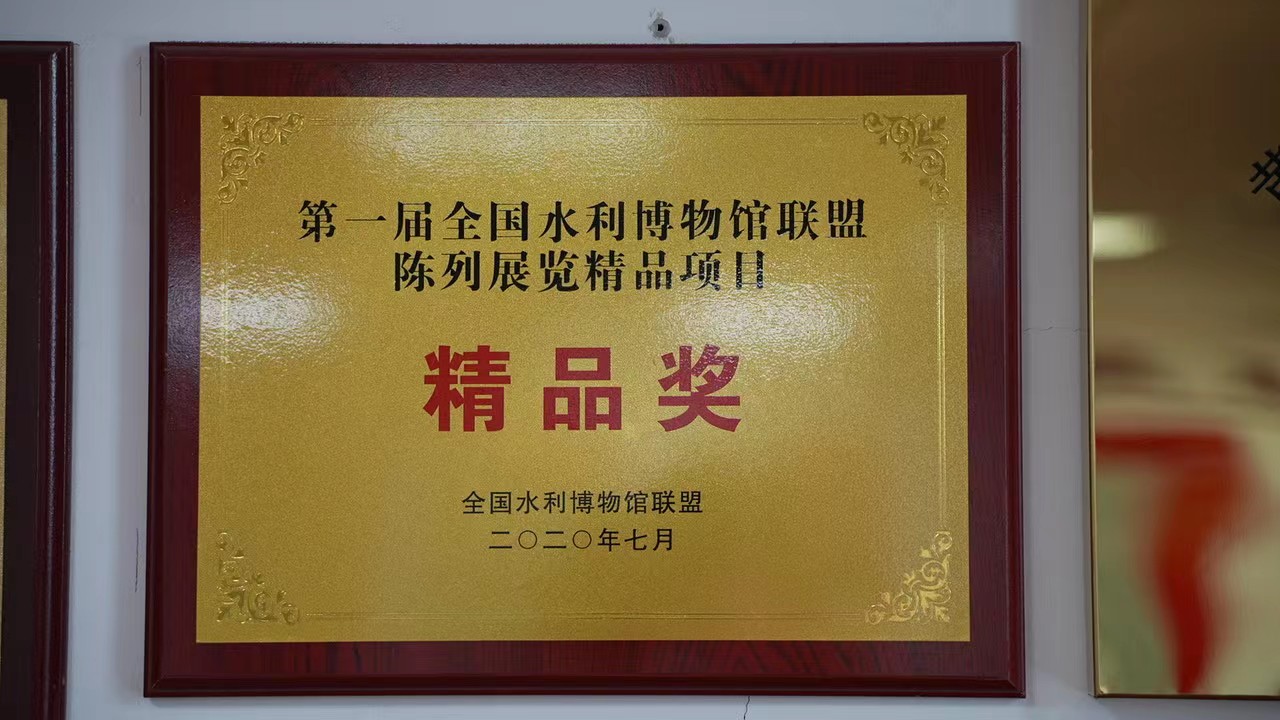 第一届全国水利博物馆联盟
陈列展览精品项目
精品奖
全国水利博物馆联盟
二〇二〇年七月